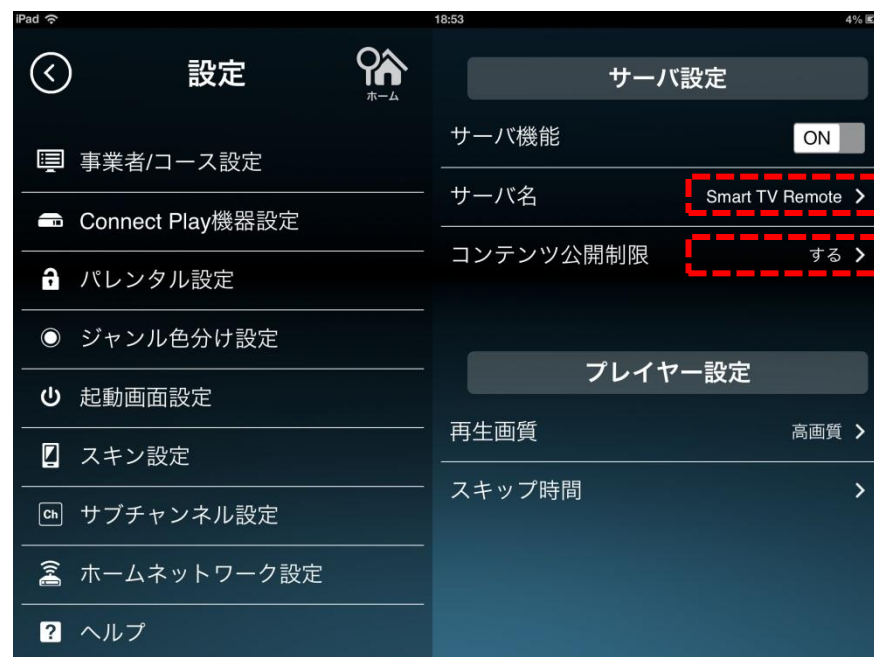 iPad
18:53
4%
設定
ホーム
事業者/コース設定
Connect Play機器設定
パレンタル設定
ジャンル色分け設定
起動画面設定
スキン設定
Ch サブチャンネル設定
ホームネットワーク設定
? ヘルプ
サーバ設定
サーバ機能 ON
サーバ名 Smart TV Remote
コンテンツ公開制限 する
プレイヤー設定
再生画質 高画質
スキップ時間